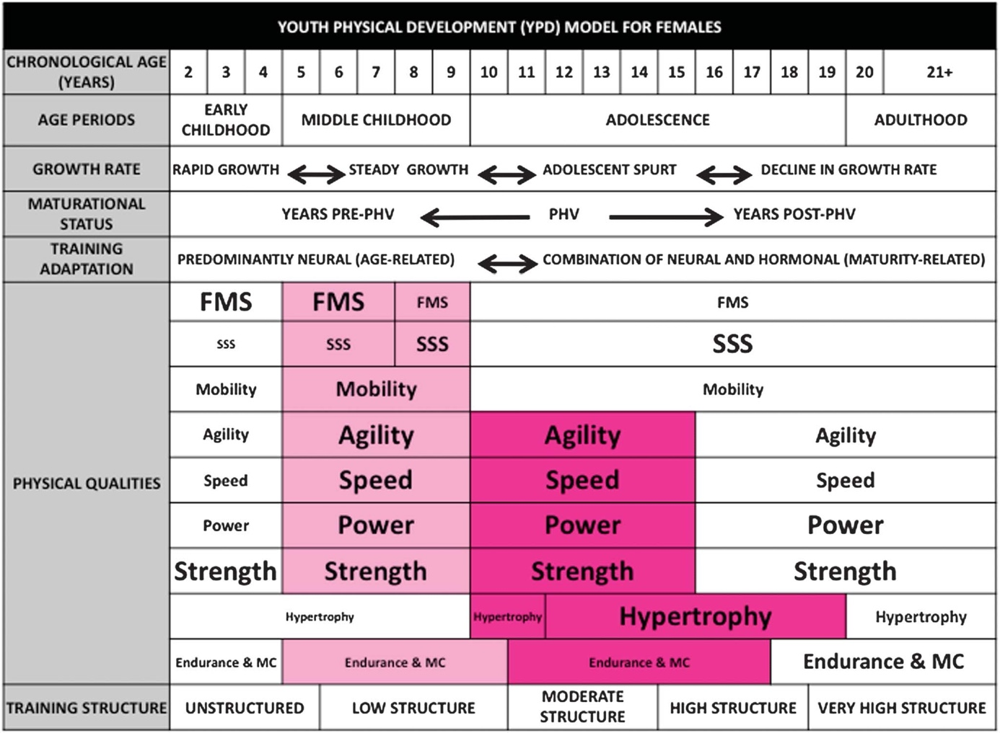 YOUTH PHYSICAL DEVELOPMENT (YPD) MODEL FOR FEMALES
CHRONOLOGICAL AGE (YEARS) 2 3 4 5 6 7 8 9 10 11 12 13 14 15 16 17 18 19 20 21+
AGE PERIODS EARLY CHILDHOOD MIDDLE CHILDHOOD ADOLESCENCE ADULTHOOD
GROWTH RATE RAPID GROWTH STEADY GROWTH ADOLESCENT SPURT DECLINE IN GROWTH RATE
MATURATIONAL STATUS YEARS PRE-PHV PHV YEARS POST-PHV
TRAINING ADAPTATION PREDOMINANTLY NEURAL (AGE-RELATED) COMBINATION OF NEURAL AND HORMONAL (MATURITY-RELATED)
PHYSICAL QUALITIES
FMS FMS FMS FMS
SSS SSS SSS SSS
Mobility Mobility Mobility
Agility Agility Agility Agility
Speed Speed Speed Speed
Power Power Power Power
Strength Strength Strength Strength
Hypertrophy Hypertrophy Hypertrophy Hypertrophy
Endurance & MC Endurance & MC Endurance & MC Endurance & MC
TRAINING STRUCTURE UNSTRUCTURED LOW STRUCTURE MODERATE STRUCTURE HIGH STRUCTURE VERY HIGH STRUCTURE